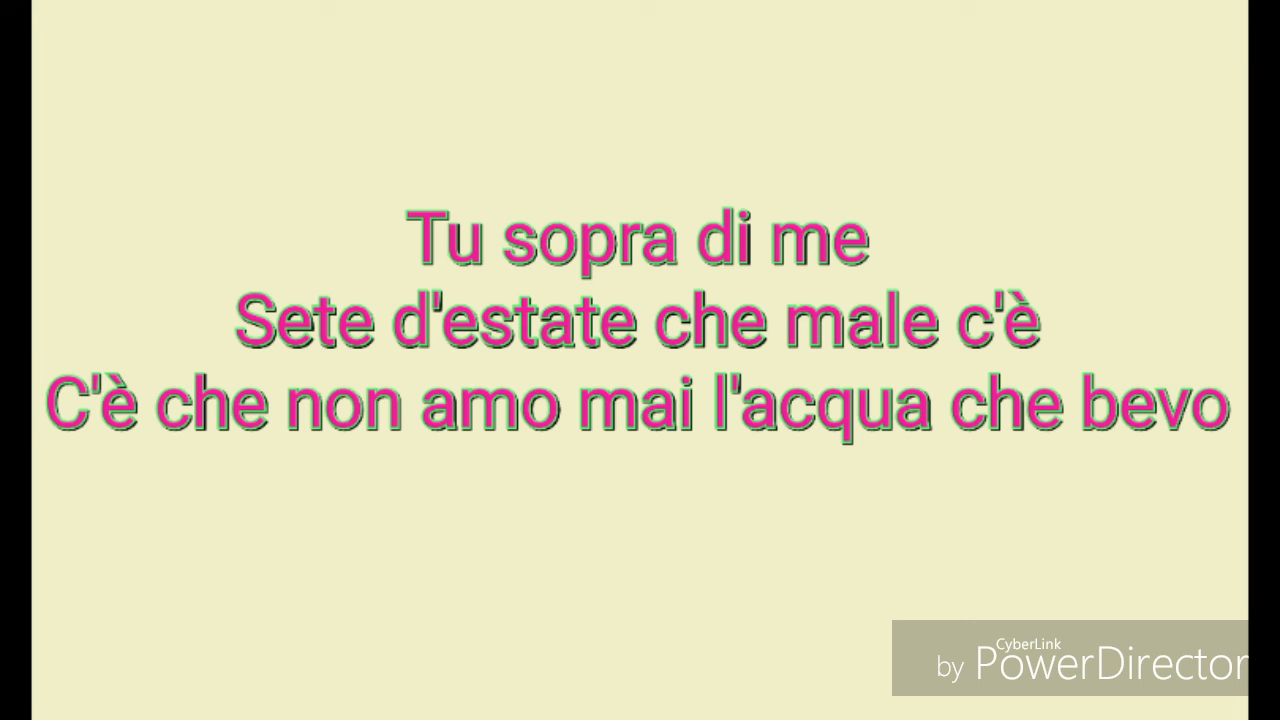 Tu sopra di me
Sete d'estate che male c'è
C'è che non amo mai l'acqua che bevo
CyberLink
by PowerDirector